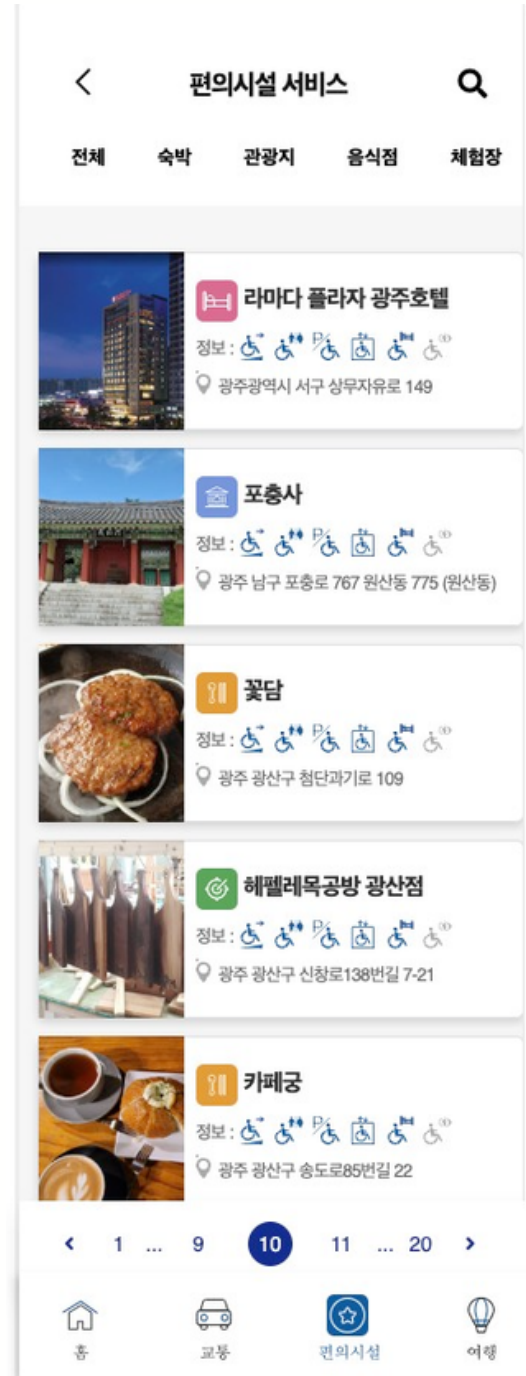 편의시설 서비스
전체 숙박 관광지 음식점 체험장
라마다 플라자 광주호텔
정보 :
광주광역시 서구 상무자유로 149
포충사
정보 :
광주 남구 포충로 767 원산동 775 (원산동)
꽃담
정보 :
광주 광산구 첨단과기로 109
헤펠레목공방 광산점
정보 :
광주 광산구 신창로138번길 7-21
카페궁
정보 :
광주 광산구 송도로85번길 22
1 ... 9 10 11 ... 20
홈 교통 편의시설 여행